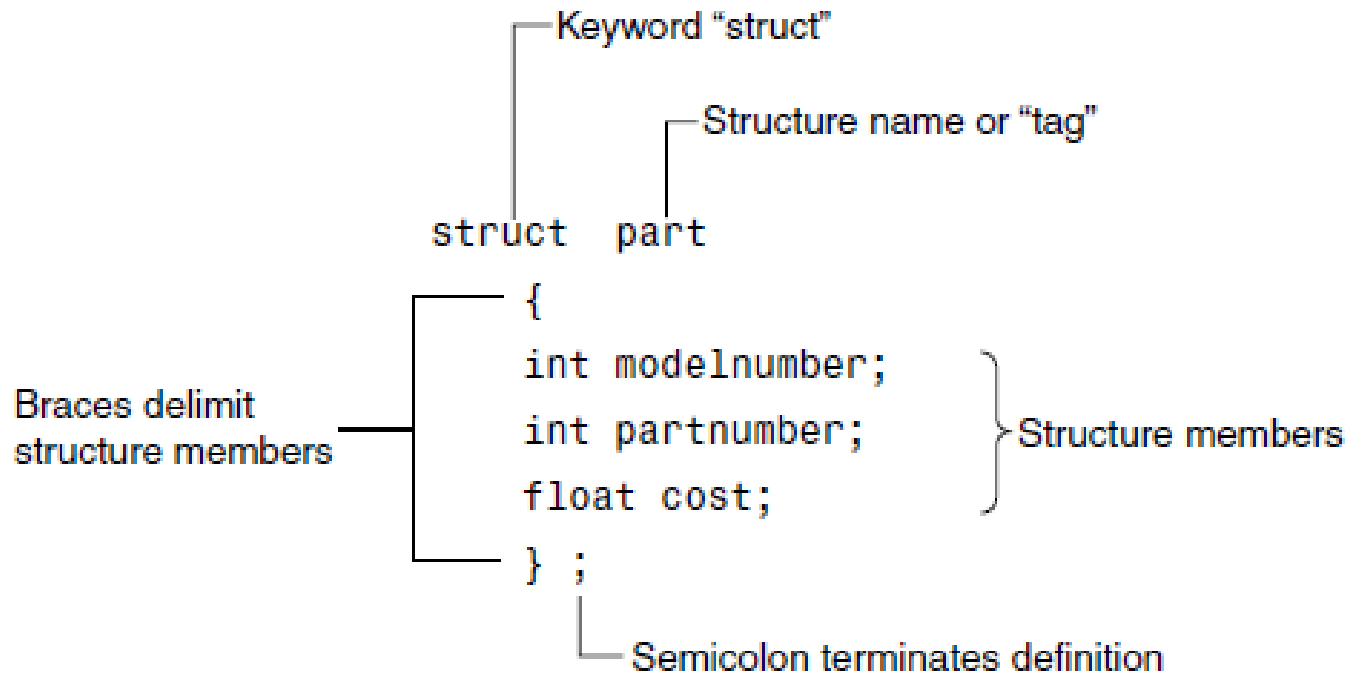 Keyword “struct”
Structure name or “tag”
struct part
{
int modelnumber;
int partnumber;
float cost;
} ;
Braces delimit
structure members
Structure members
Semicolon terminates definition